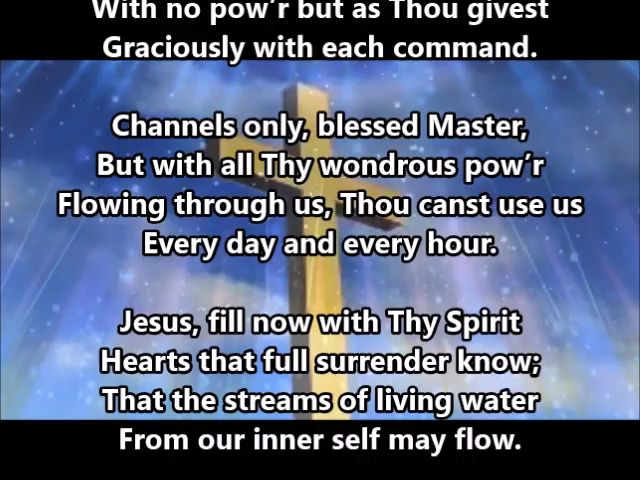 With no pow’r but as Thou givest
Graciously with each command.
Channels only, blessed Master,
But with all Thy wondrous pow’r
Flowing through us, Thou canst use us
Every day and every hour.
Jesus, fill now with Thy Spirit
Hearts that full surrender know;
That the streams of living water
From our inner self may flow.